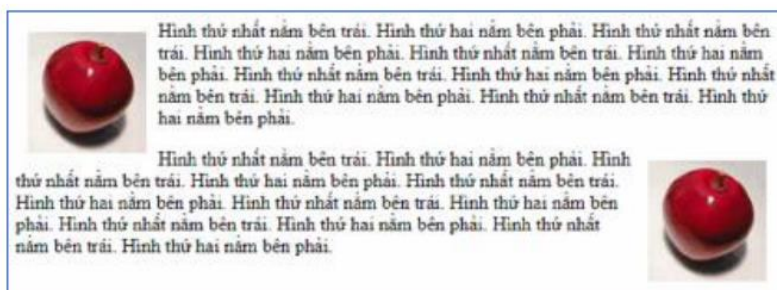 Hình thứ nhất nằm bên trái. Hình thứ hai nằm bên phải. Hình thứ nhất nằm bên
trái. Hình thứ hai nằm bên phải. Hình thứ nhất nằm bên trái. Hình thứ hai nằm
bên phải. Hình thứ nhất nằm bên trái. Hình thứ hai nằm bên phải. Hình thứ nhất
nằm bên trái. Hình thứ hai nằm bên phải. Hình thứ nhất nằm bên trái. Hình thứ
hai nằm bên phải.
Hình thứ nhất nằm bên trái. Hình thứ hai nằm bên phải. Hình
thứ nhất nằm bên trái. Hình thứ hai nằm bên phải. Hình thứ nhất nằm bên trái.
Hình thứ hai nằm bên phải. Hình thứ nhất nằm bên trái. Hình thứ hai nằm bên
phải. Hình thứ nhất nằm bên trái. Hình thứ hai nằm bên phải. Hình thứ nhất
nằm bên trái. Hình thứ hai nằm bên phải.